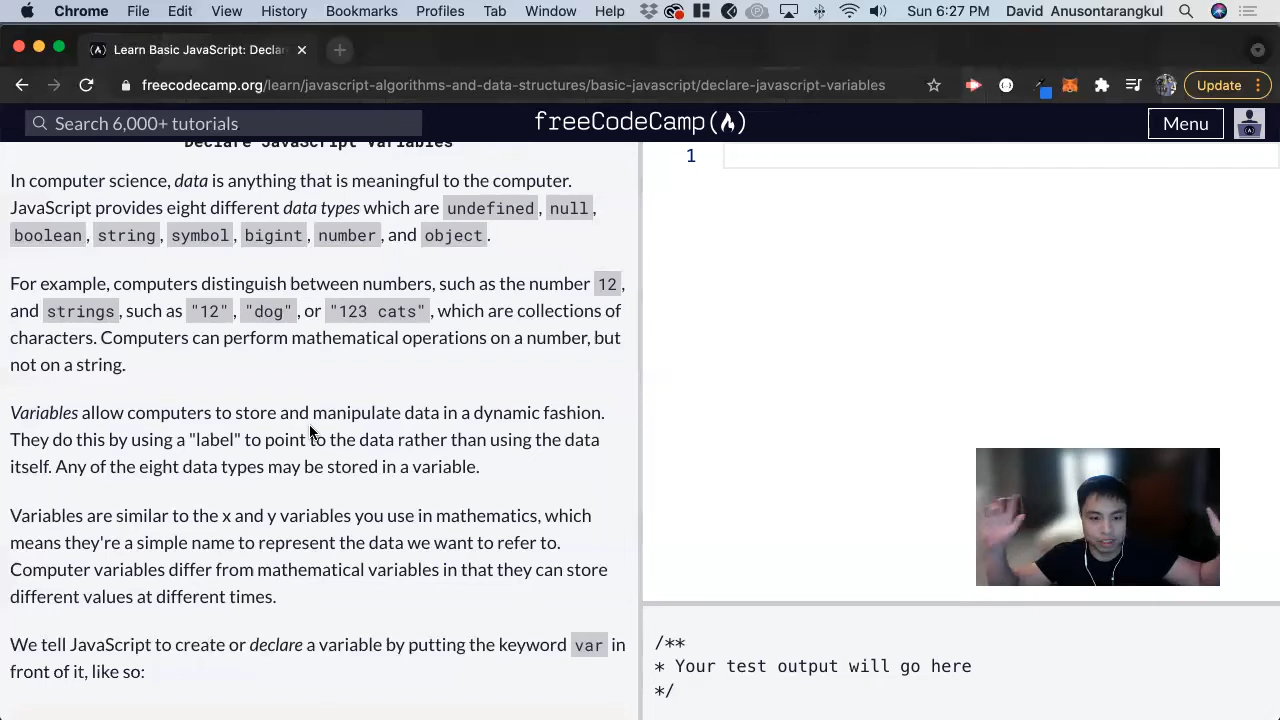 Chrome File Edit View History Bookmarks Profiles Tab Window Help Sun 6:27 PM David Anusontarangkul
Learn Basic JavaScript: Declar
freecodecamp.org/learn/javascript-algorithms-and-data-structures/basic-javascript/declare-javascript-variables Update
Search 6,000+ tutorials freeCodeCamp Menu
Declare JavaScript Variables
In computer science, data is anything that is meaningful to the computer.
JavaScript provides eight different data types which are undefined, null,
boolean, string, symbol, bigint, number, and object.
For example, computers distinguish between numbers, such as the number 12,
and strings, such as "12", "dog", or "123 cats", which are collections of
characters. Computers can perform mathematical operations on a number, but
not on a string.
Variables allow computers to store and manipulate data in a dynamic fashion.
They do this by using a "label" to point to the data rather than using the data
itself. Any of the eight data types may be stored in a variable.
Variables are similar to the x and y variables you use in mathematics, which
means they're a simple name to represent the data we want to refer to.
Computer variables differ from mathematical variables in that they can store
different values at different times.
We tell JavaScript to create or declare a variable by putting the keyword var in
front of it, like so:
1
/**
* Your test output will go here
*/